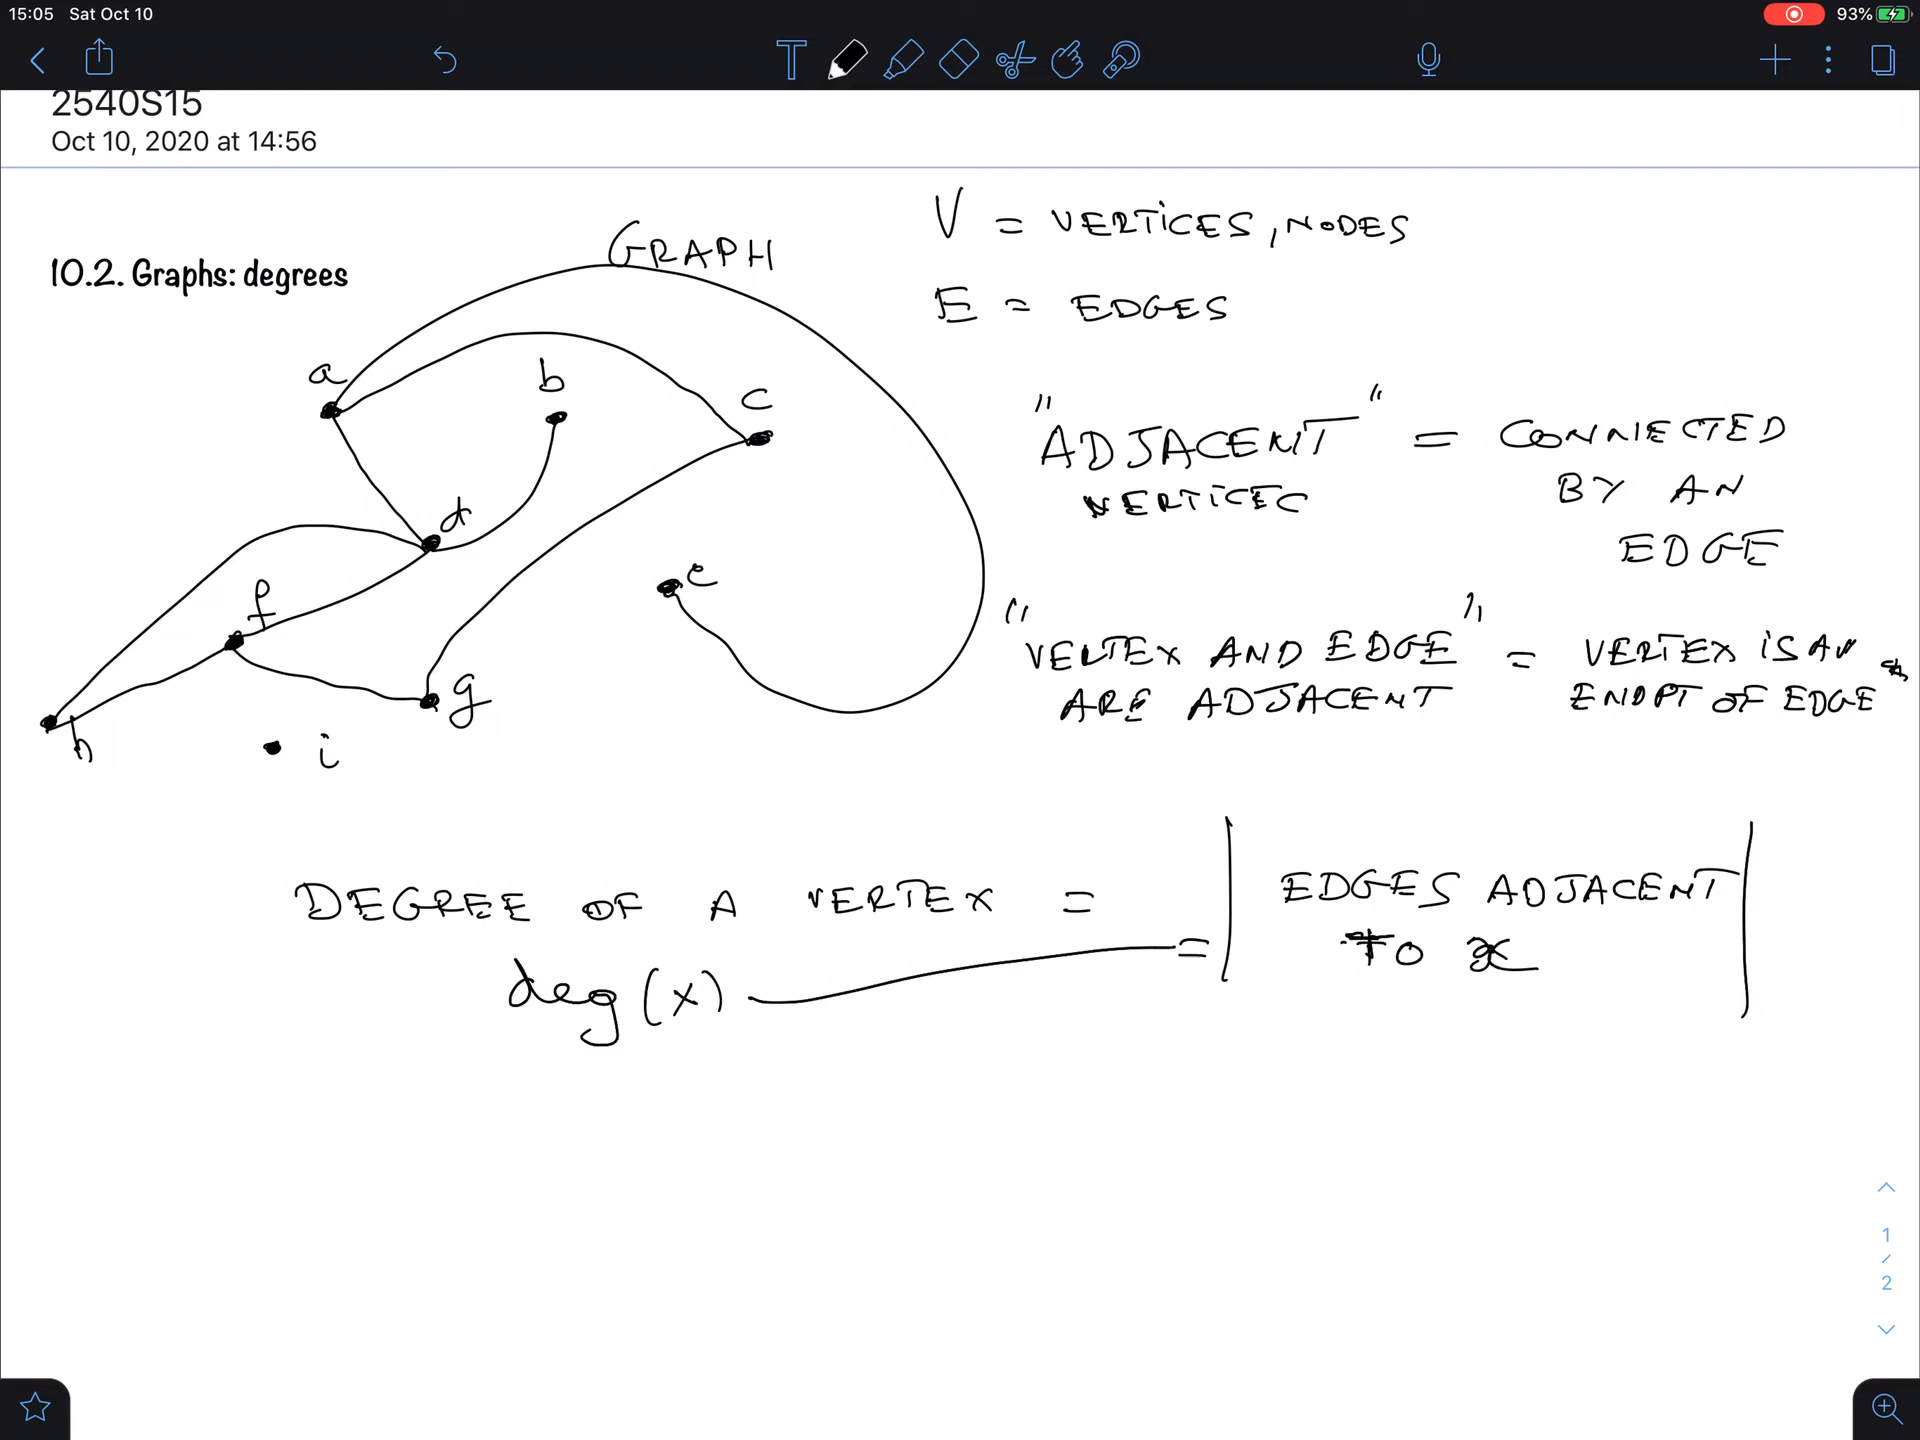 15:05 Sat Oct 10
93%
2540S15
Oct 10, 2020 at 14:56
10.2. Graphs: degrees
GRAPH
V = VERTICES, NODES
E = EDGES
a
b
c
d
e
f
g
h
i
"ADJACENT" = CONNECTED
VERTICEC BY AN
EDGE
"VERTEX AND EDGE" = VERTEX IS AN
ARE ADJACENT ENDPT OF EDGE
DEGREE OF A VERTEX = | EDGES ADJACENT
deg(x) = TO x |
1
/
2